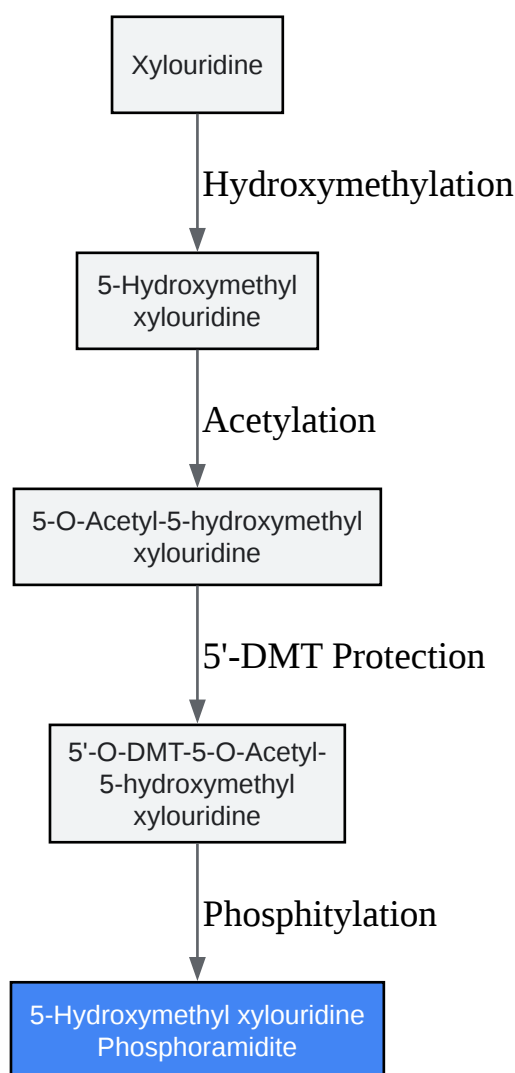 Xylouridine
Hydroxymethylation
5-Hydroxymethyl
xylouridine
Acetylation
5-O-Acetyl-5-hydroxymethyl
xylouridine
5'-DMT Protection
5'-O-DMT-5-O-Acetyl-
5-hydroxymethyl
xylouridine
Phosphitylation
5-Hydroxymethyl xylouridine
Phosphoramidite